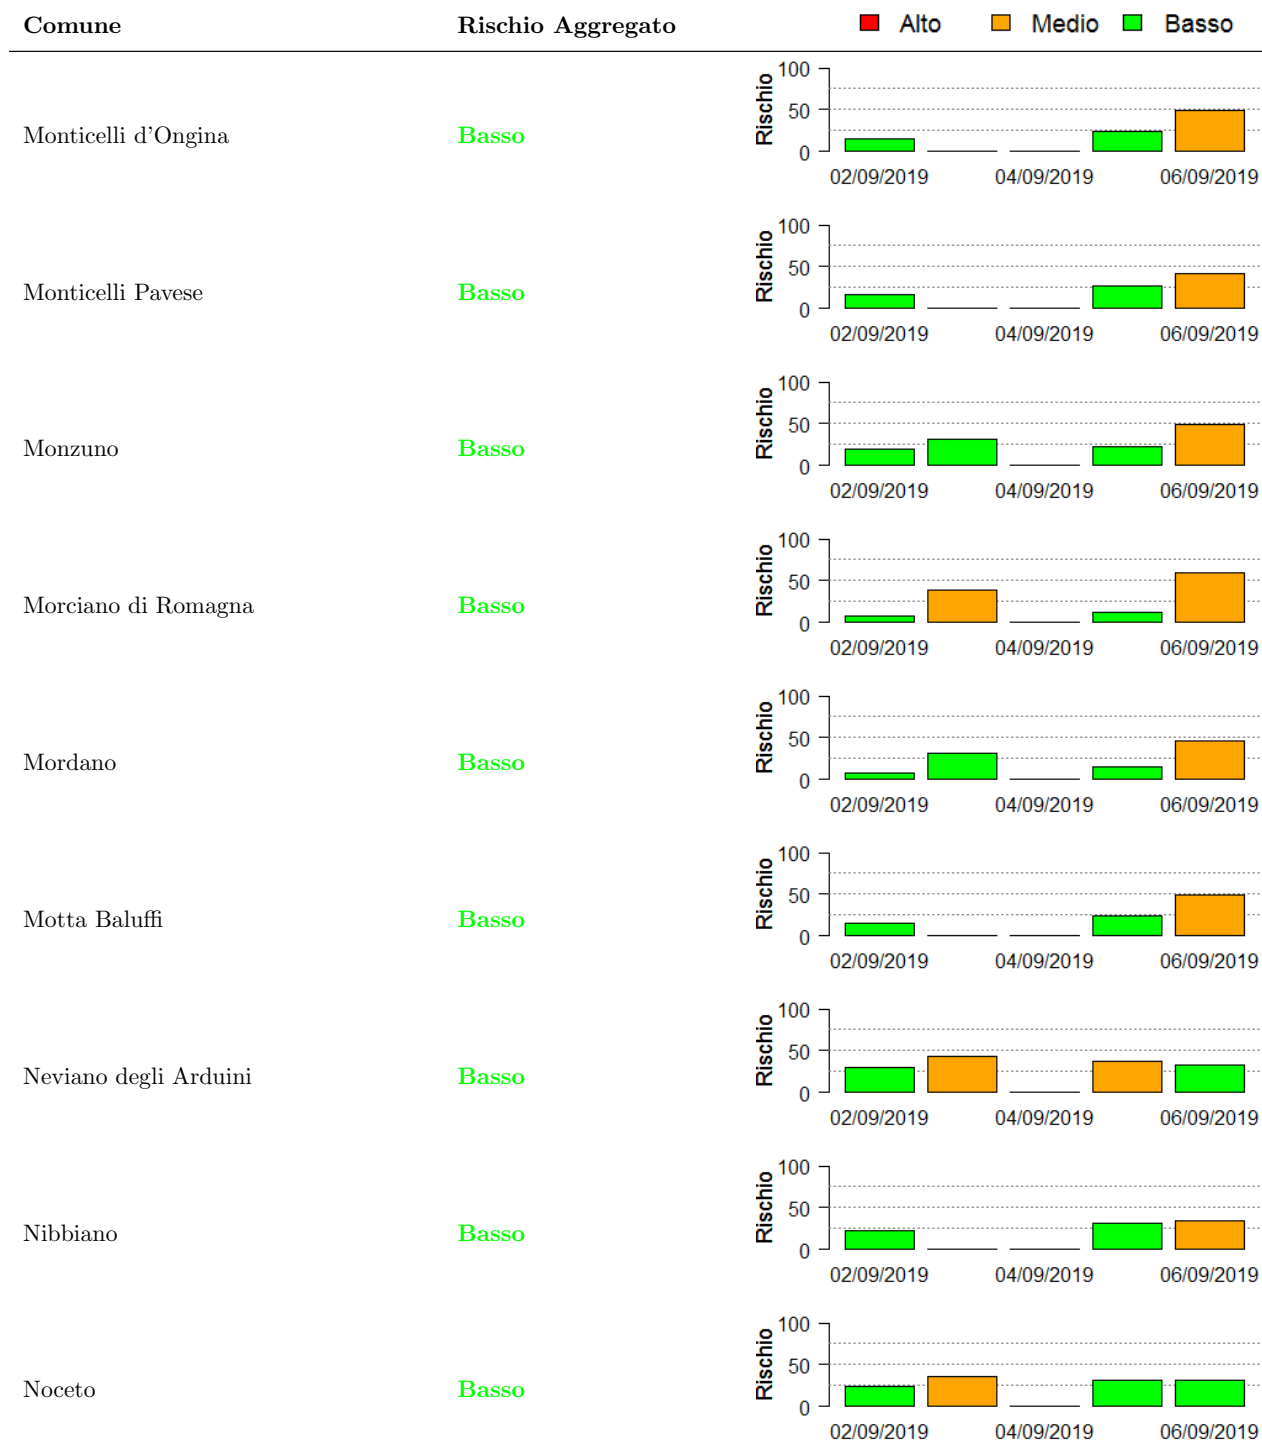 Comune Rischio Aggregato Alto Medio Basso
100
50
0
Rischio
Monticelli d'Ongina Basso
02/09/2019 04/09/2019 06/09/2019
100
50
0
Rischio
Monticelli Pavese Basso
02/09/2019 04/09/2019 06/09/2019
100
50
0
Rischio
Monzuno Basso
02/09/2019 04/09/2019 06/09/2019
100
50
0
Rischio
Morciano di Romagna Basso
02/09/2019 04/09/2019 06/09/2019
100
50
0
Rischio
Mordano Basso
02/09/2019 04/09/2019 06/09/2019
100
50
0
Rischio
Motta Baluffi Basso
02/09/2019 04/09/2019 06/09/2019
100
50
0
Rischio
Neviano degli Arduini Basso
02/09/2019 04/09/2019 06/09/2019
100
50
0
Rischio
Nibbiano Basso
02/09/2019 04/09/2019 06/09/2019
100
50
0
Rischio
Noceto Basso
02/09/2019 04/09/2019 06/09/2019